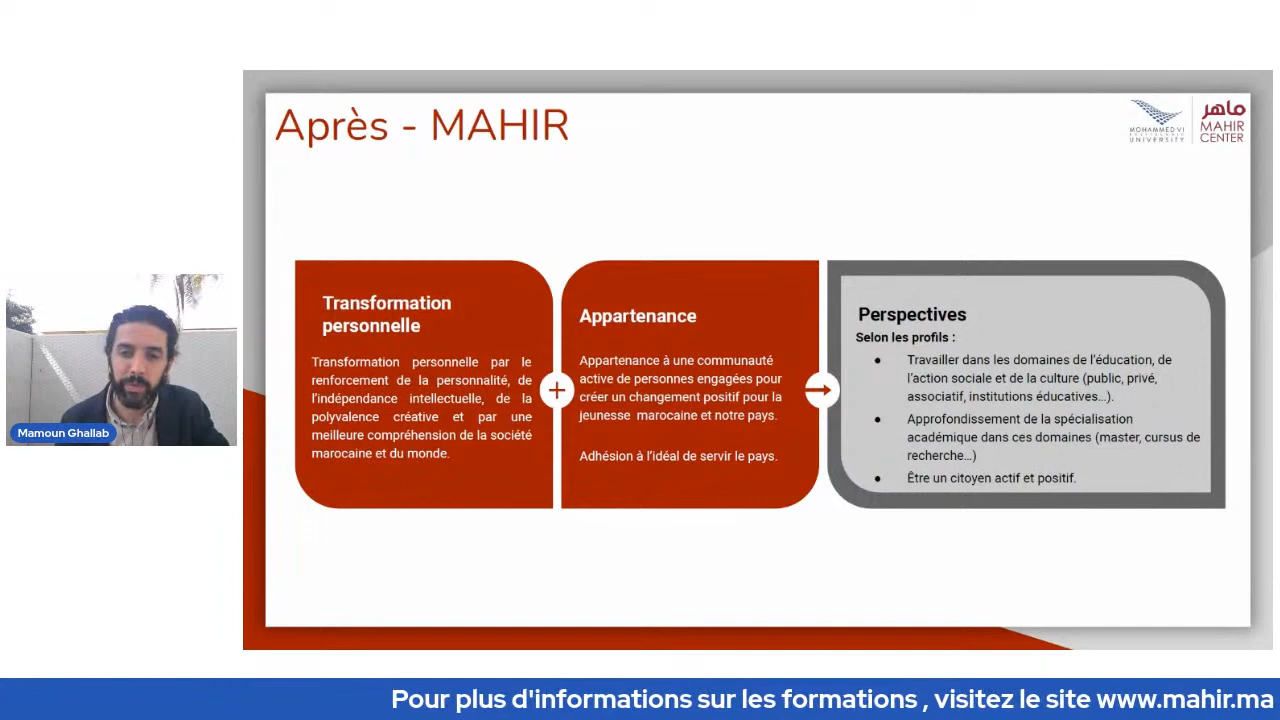 Après - MAHIR
MOHAMMED VI
POLYTECHNIC
UNIVERSITY
ماهر
MAHIR
CENTER
Transformation
personnelle
Transformation personnelle par le
renforcement de la personnalité, de
l’indépendance intellectuelle, de la
polyvalence créative et par une
meilleure compréhension de la société
marocaine et du monde.
+
Appartenance
Appartenance à une communauté
active de personnes engagées pour
créer un changement positif pour la
jeunesse marocaine et notre pays.
Adhésion à l’idéal de servir le pays.
Perspectives
Selon les profils :
● Travailler dans les domaines de l’éducation, de
l’action sociale et de la culture (public, privé,
associatif, institutions éducatives…).
● Approfondissement de la spécialisation
académique dans ces domaines (master, cursus de
recherche…)
● Être un citoyen actif et positif.
Mamoun Ghallab
Pour plus d'informations sur les formations , visitez le site www.mahir.ma